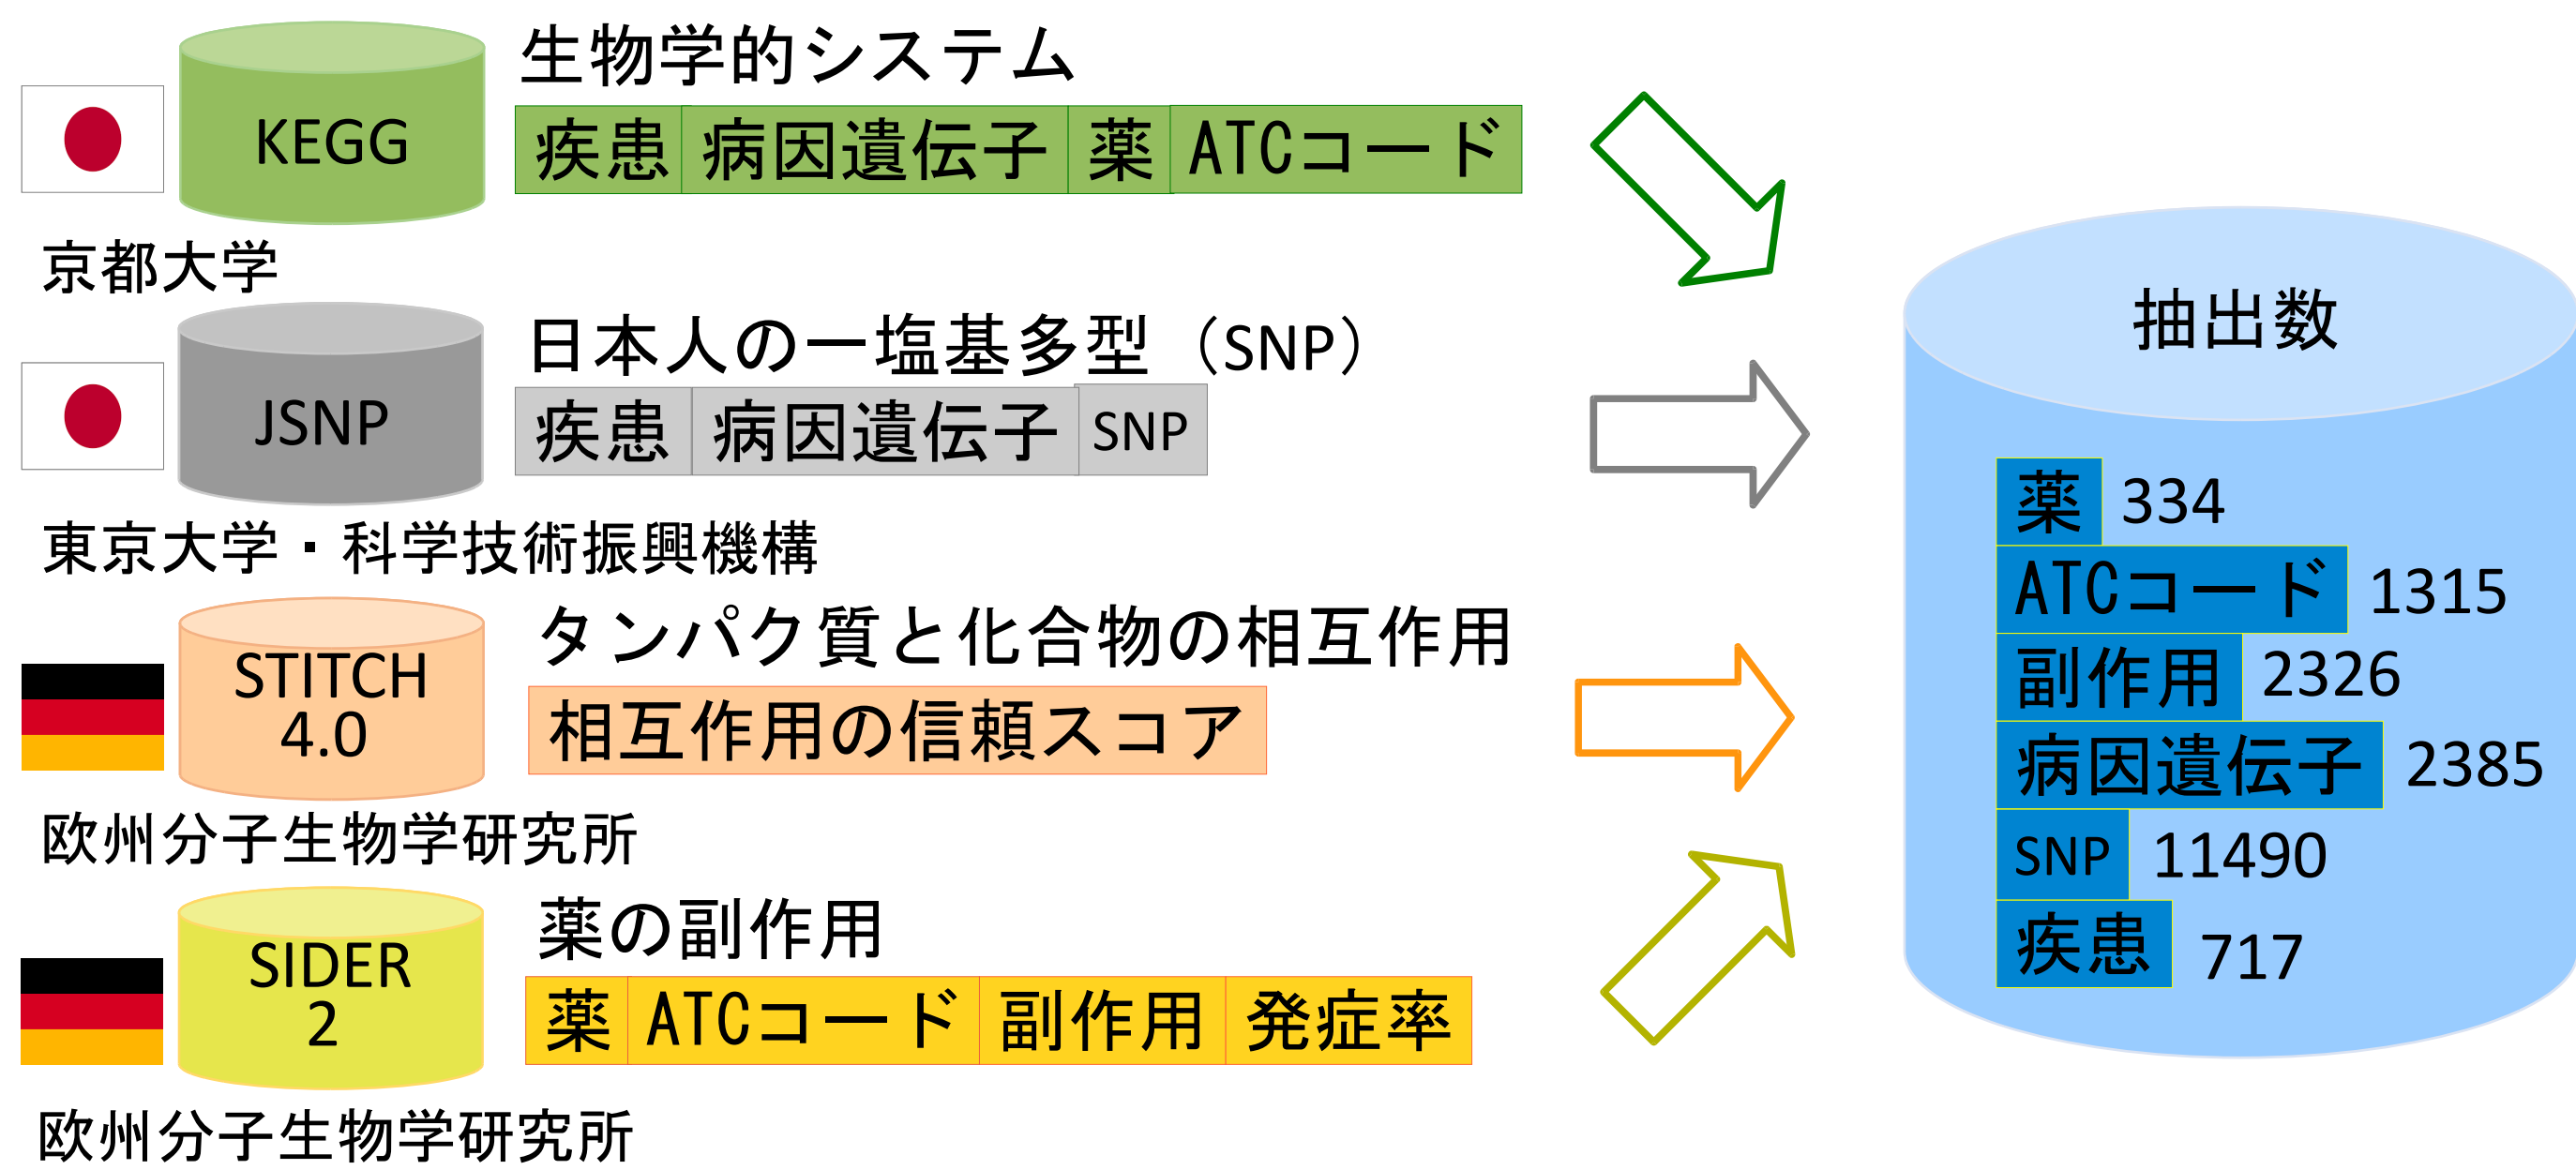 KEGG
生物学的システム
疾患 病因遺伝子 薬 ATCコード
京都大学
JSNP
日本人の一塩基多型（SNP）
疾患 病因遺伝子 SNP
東京大学・科学技術振興機構
STITCH
4.0
タンパク質と化合物の相互作用
相互作用の信頼スコア
欧州分子生物学研究所
SIDER
2
薬の副作用
薬 ATCコード 副作用 発症率
欧州分子生物学研究所
抽出数
薬 334
ATCコード 1315
副作用 2326
病因遺伝子 2385
SNP 11490
疾患 717